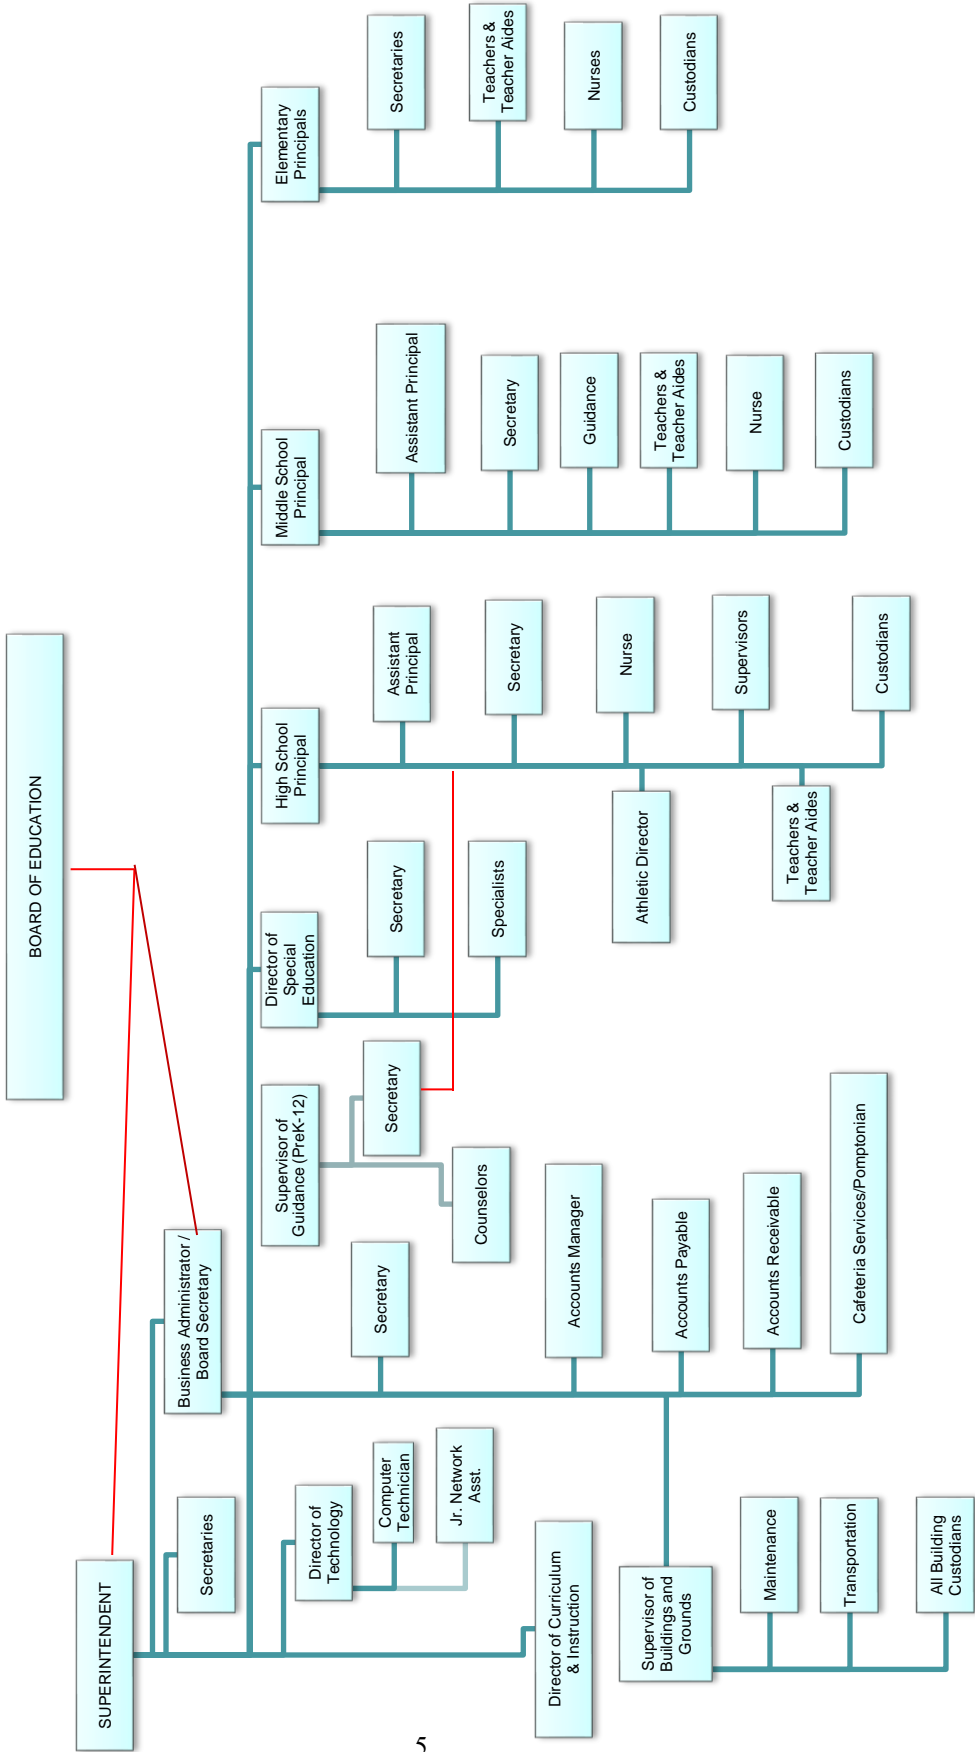 BOARD OF EDUCATION
SUPERINTENDENT
Business Administrator /
Board Secretary
Secretaries
Director of
Technology
Computer
Technician
Jr. Network
Asst.
Director of Curriculum
& Instruction
Secretary
Accounts Manager
Accounts Payable
Accounts Receivable
Cafeteria Services/Pomptonian
Supervisor of
Buildings and
Grounds
Maintenance
Transportation
All Building
Custodians
Supervisor of
Guidance (PreK-12)
Secretary
Counselors
Director of
Special
Education
Secretary
Specialists
High School
Principal
Assistant
Principal
Secretary
Nurse
Athletic Director
Supervisors
Teachers &
Teacher Aides
Custodians
Middle School
Principal
Assistant Principal
Secretary
Guidance
Teachers &
Teacher Aides
Nurse
Custodians
Elementary
Principals
Secretaries
Teachers &
Teacher Aides
Nurses
Custodians
5